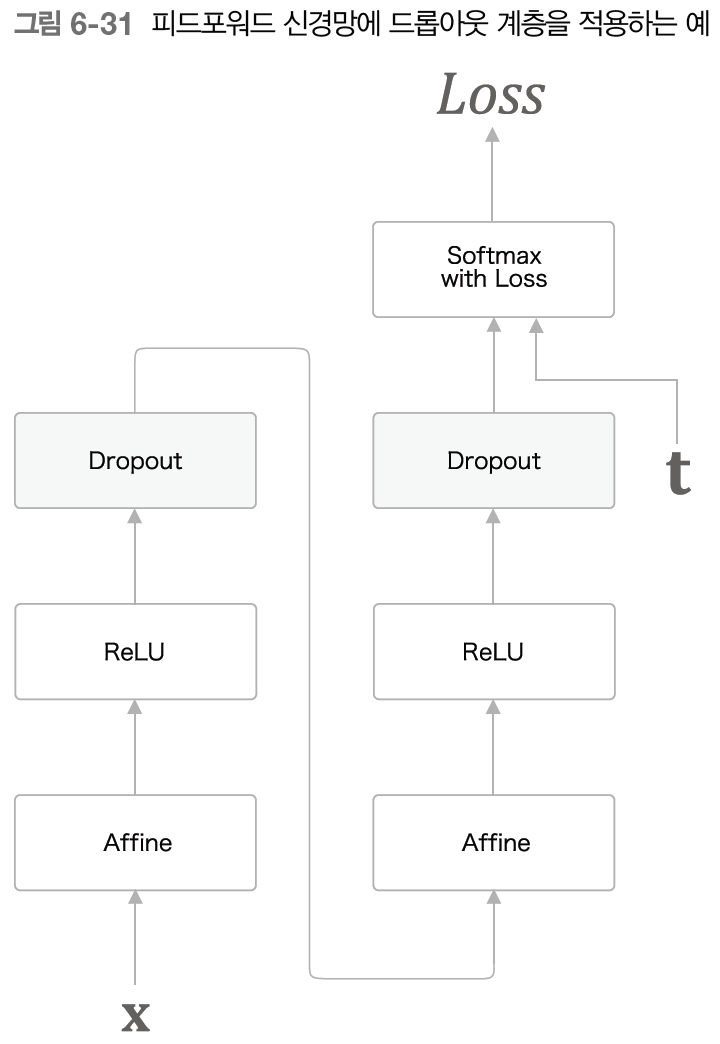 그림 6-31 피드포워드 신경망에 드롭아웃 계층을 적용하는 예
Loss
Softmax
with Loss
Dropout
Dropout
t
ReLU
ReLU
Affine
Affine
x